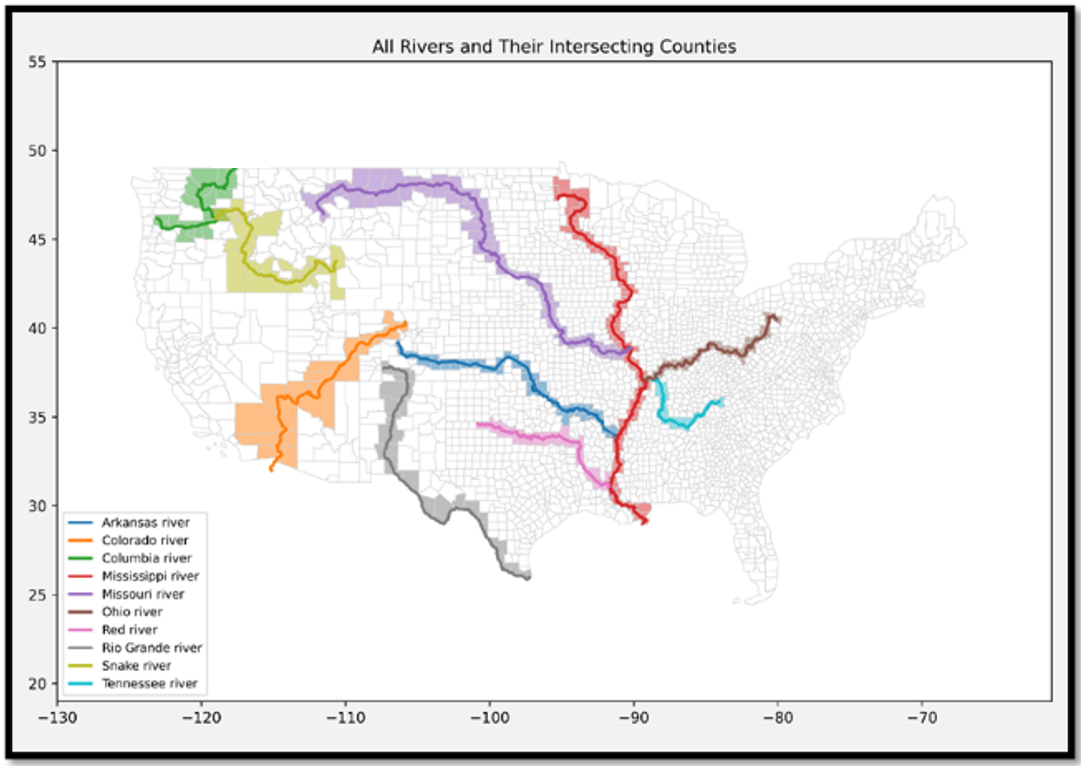 All Rivers and Their Intersecting Counties
55
50
45
40
35
30
25
20
Arkansas river
Colorado river
Columbia river
Mississippi river
Missouri river
Ohio river
Red river
Rio Grande river
Snake river
Tennessee river
−130 −120 −110 −100 −90 −80 −70